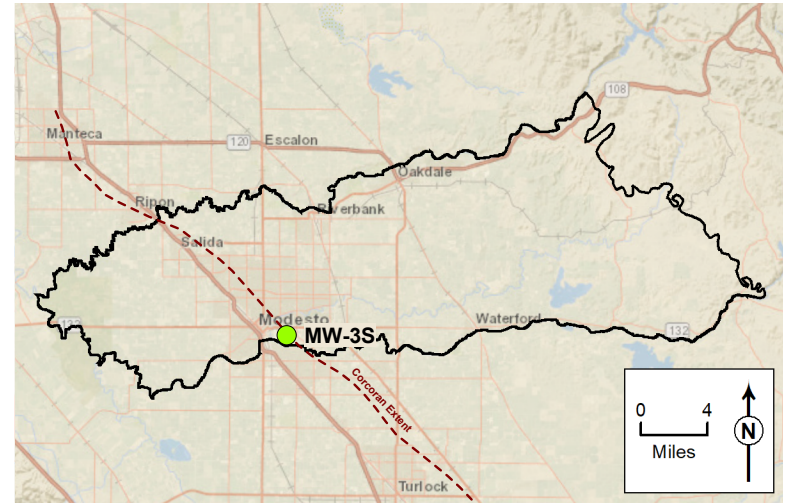 108
Manteca
120 Escalon
Oakdale
Ripon
Riverbank
Salida
Modesto
Waterford
132
132
MW-3S
Corcoran Extent
Turlock
0 4
Miles
N